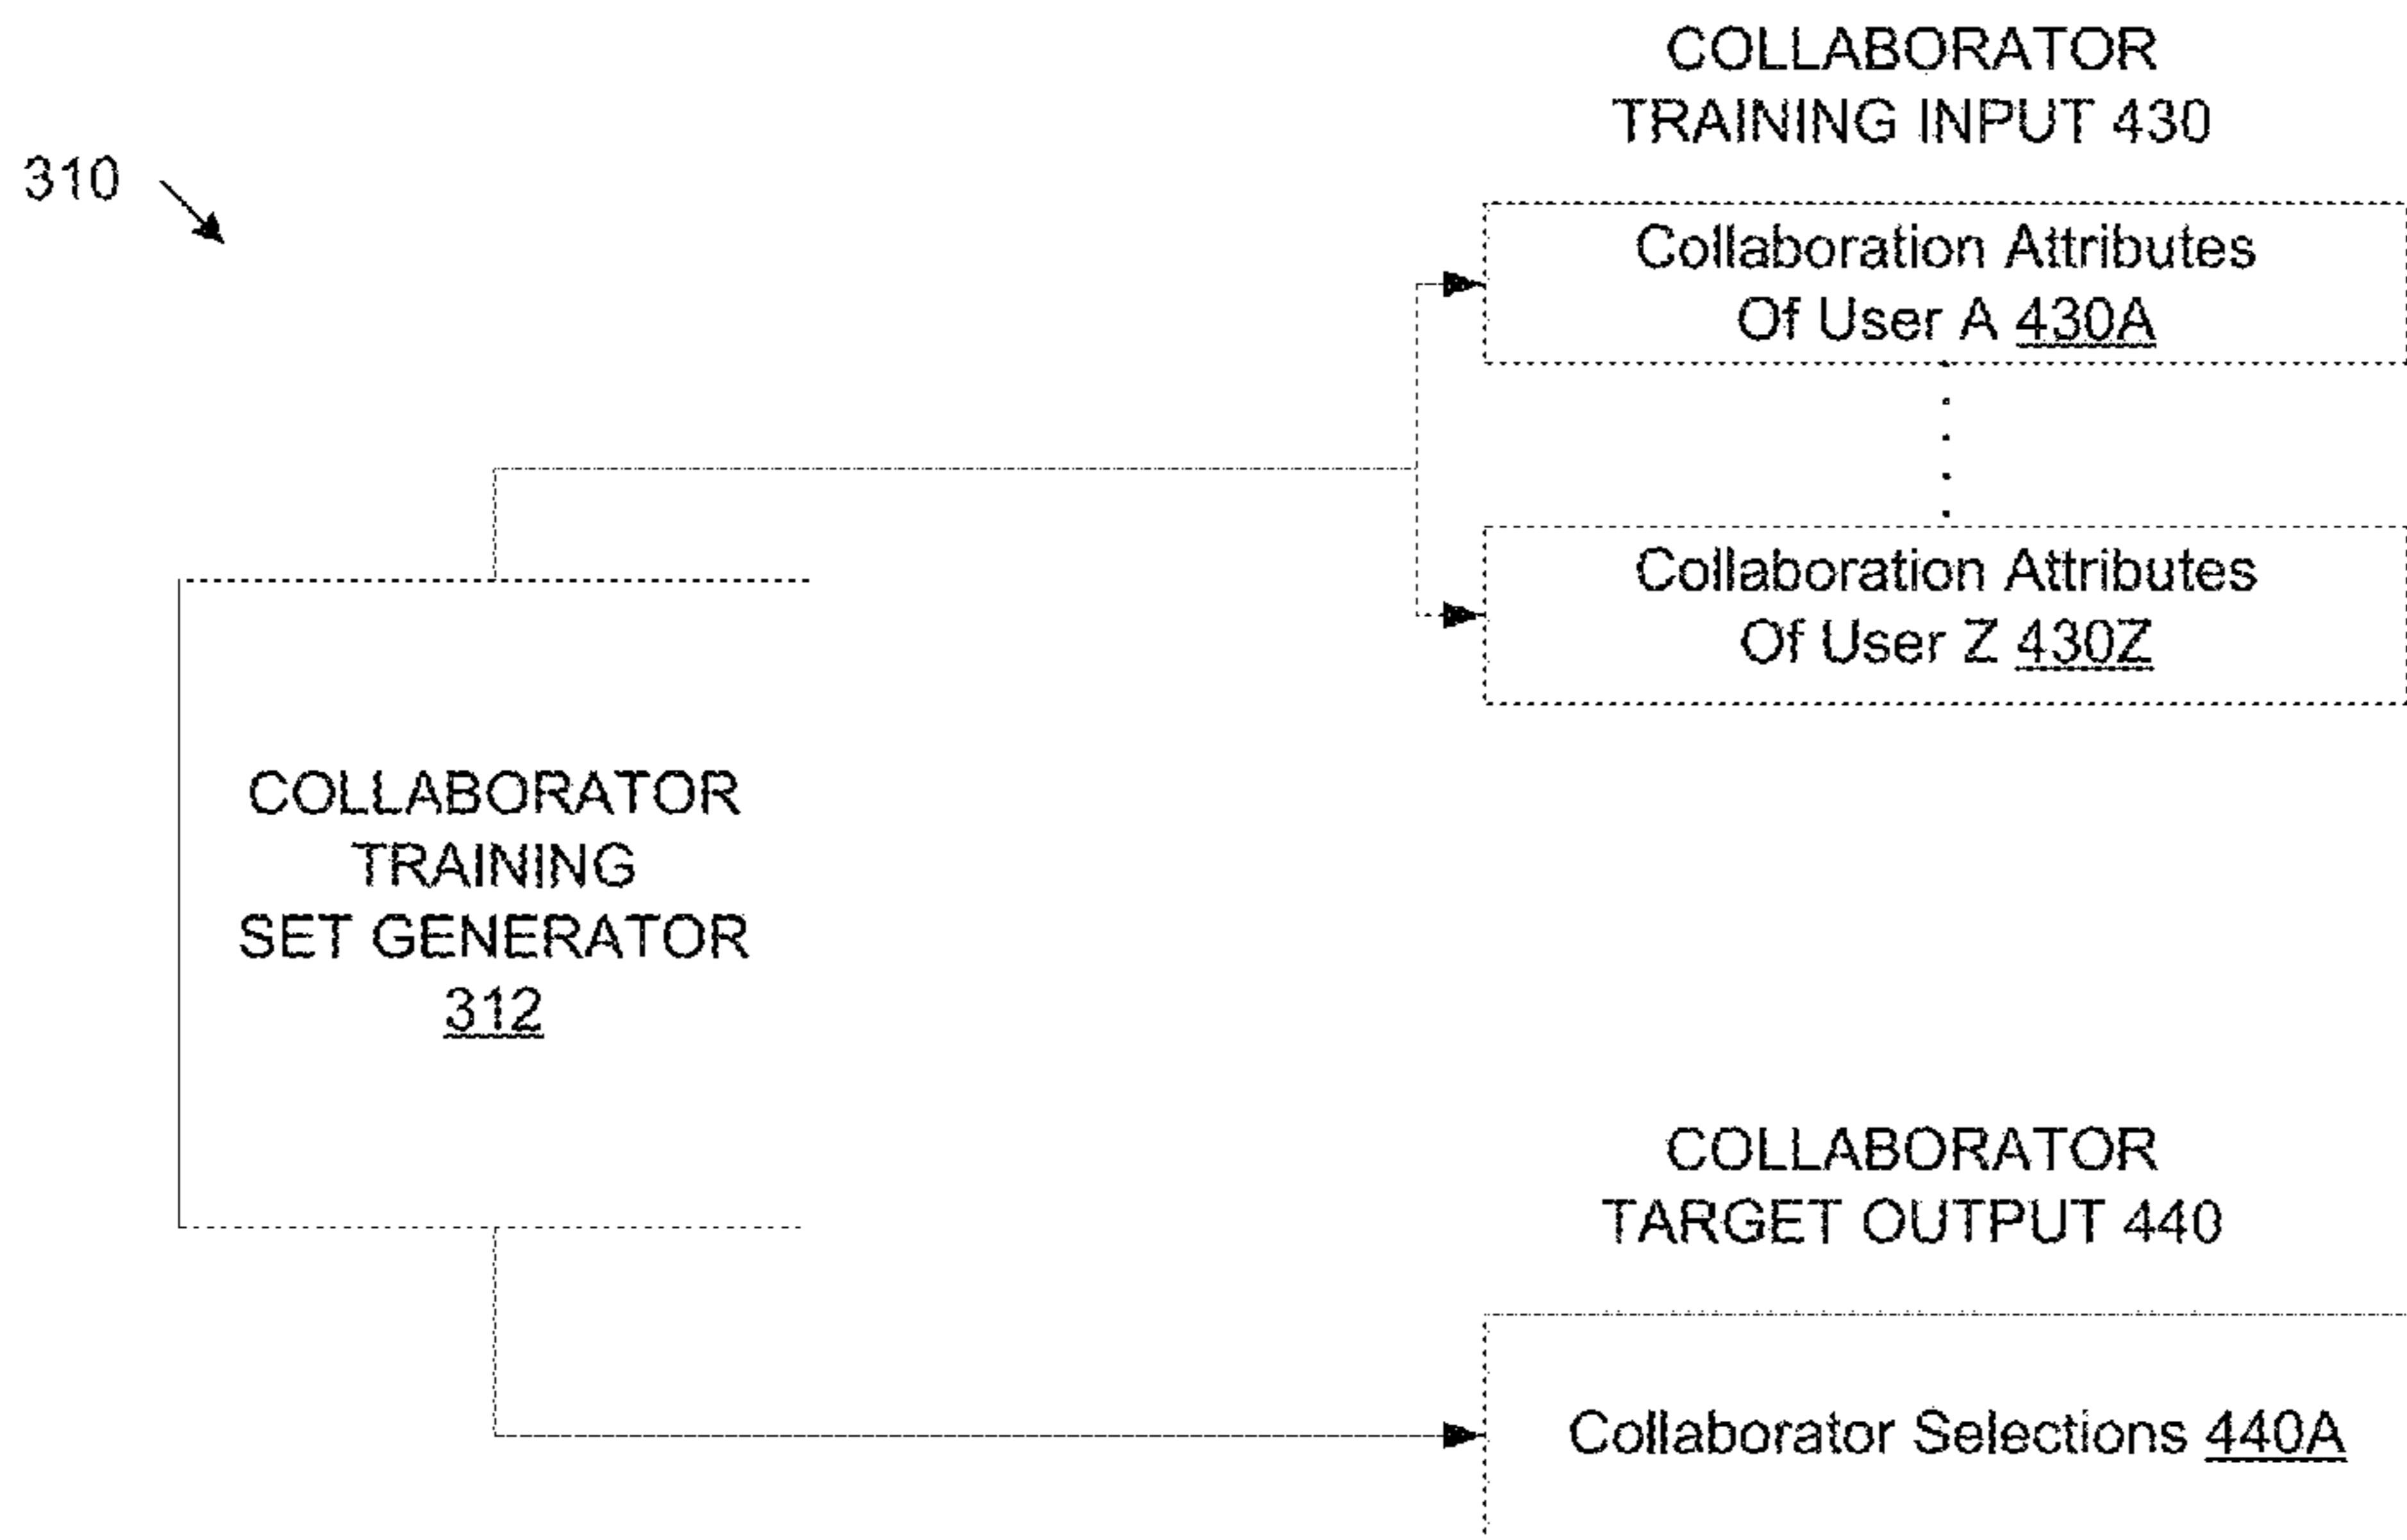 310
COLLABORATOR
TRAINING INPUT 430
Collaboration Attributes
Of User A 430A
Collaboration Attributes
Of User Z 430Z
COLLABORATOR
TRAINING
SET GENERATOR
312
COLLABORATOR
TARGET OUTPUT 440
Collaborator Selections 440A